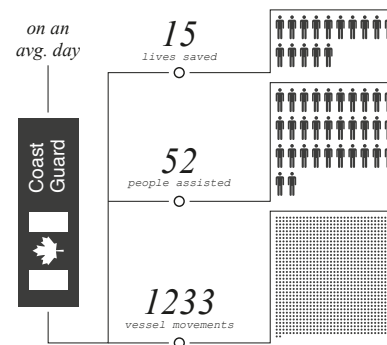 on an
avg. day
15
lives saved
Coast
Guard
52
people assisted
1233
vessel movements